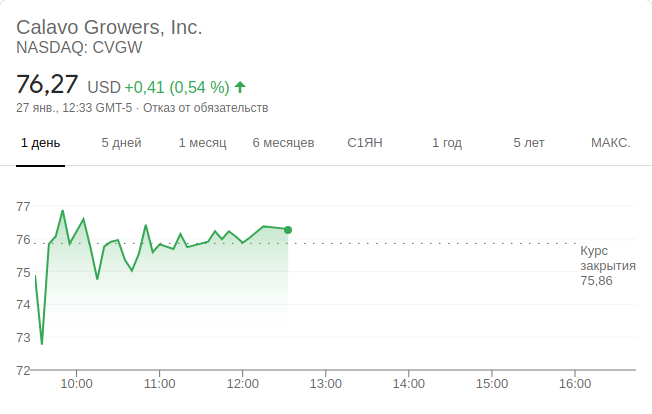 Calavo Growers, Inc.
NASDAQ: CVGW
76,27 USD +0,41 (0,54 %)
27 янв., 12:33 GMT-5 · Отказ от обязательств
1 день 5 дней 1 месяц 6 месяцев С1ЯН 1 год 5 лет МАКС.
77
76
Курс
закрытия
75,86
75
74
73
72
10:00 11:00 12:00 13:00 14:00 15:00 16:00